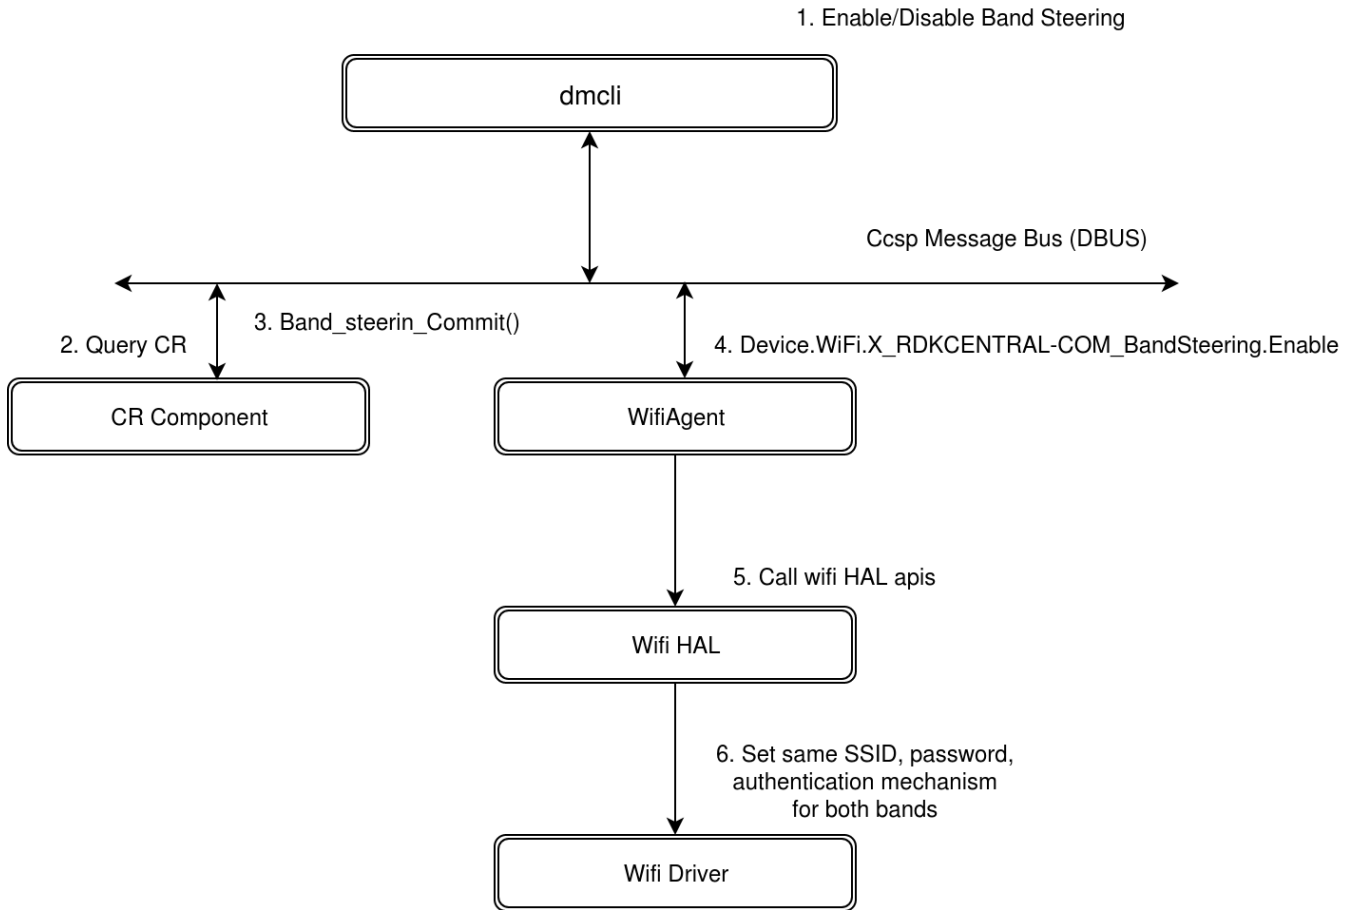 1. Enable/Disable Band Steering
dmcli
Ccsp Message Bus (DBUS)
3. Band_steerin_Commit()
2. Query CR
4. Device.WiFi.X_RDKCENTRAL-COM_BandSteering.Enable
CR Component
WifiAgent
5. Call wifi HAL apis
Wifi HAL
6. Set same SSID, password,
authentication mechanism
for both bands
Wifi Driver